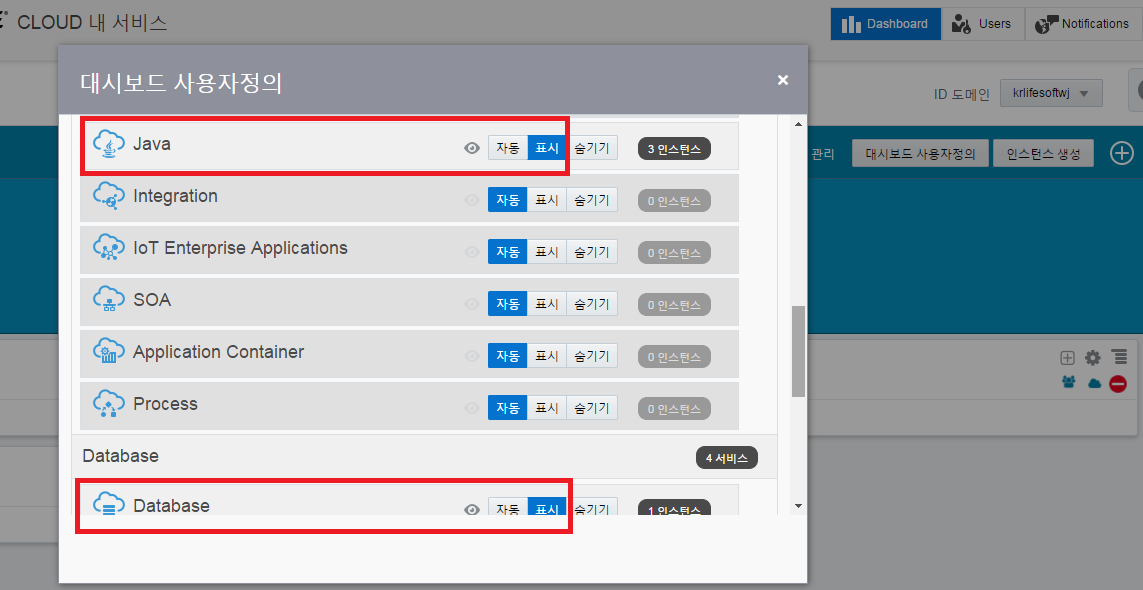 CLOUD 내 서비스
Dashboard
Users
Notifications
ID 도메인
krlifesoftwj
관리
대시보드 사용자정의
인스턴스 생성
대시보드 사용자정의
×
Java 자동 표시 숨기기 3 인스턴스
Integration 자동 표시 숨기기 0 인스턴스
IoT Enterprise Applications 자동 표시 숨기기 0 인스턴스
SOA 자동 표시 숨기기 0 인스턴스
Application Container 자동 표시 숨기기 0 인스턴스
Process 자동 표시 숨기기 0 인스턴스
Database 4 서비스
Database 자동 표시 숨기기 1 인스턴스